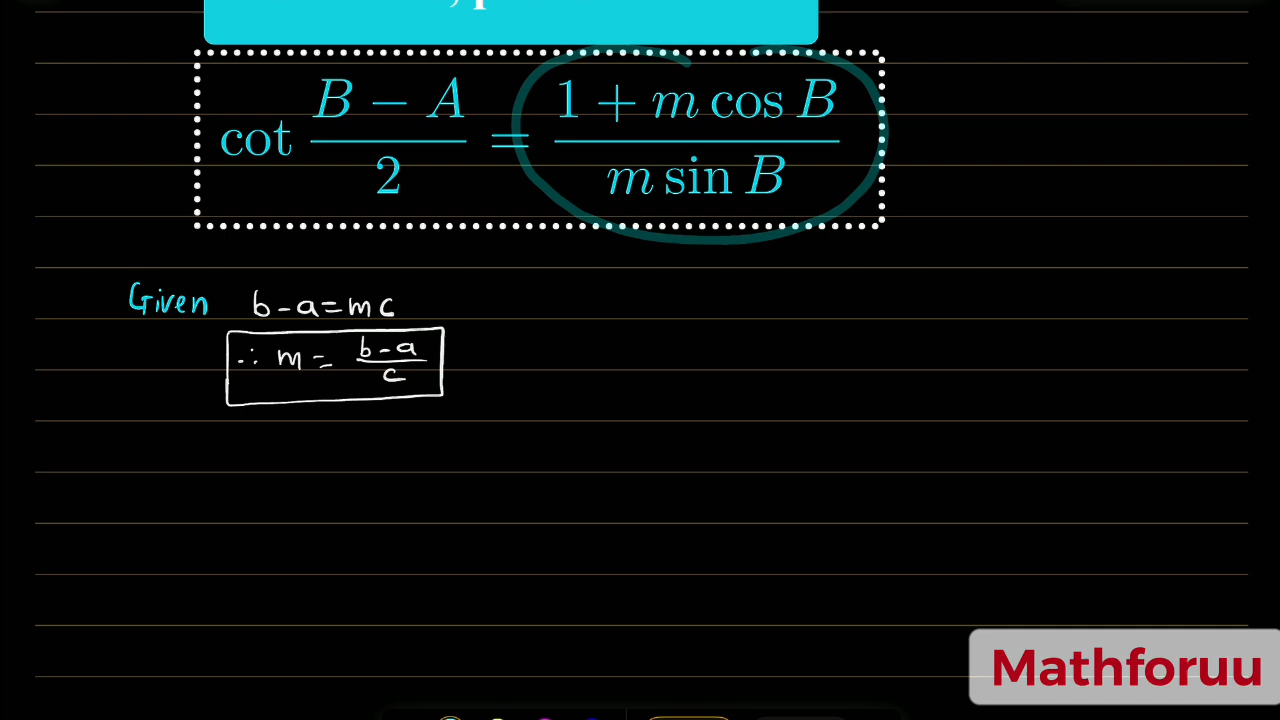 cot (B − A)/2 = (1 + m cos B)/(m sin B)
Given b-a=mc
∴ m = (b-a)/c
Mathforuu